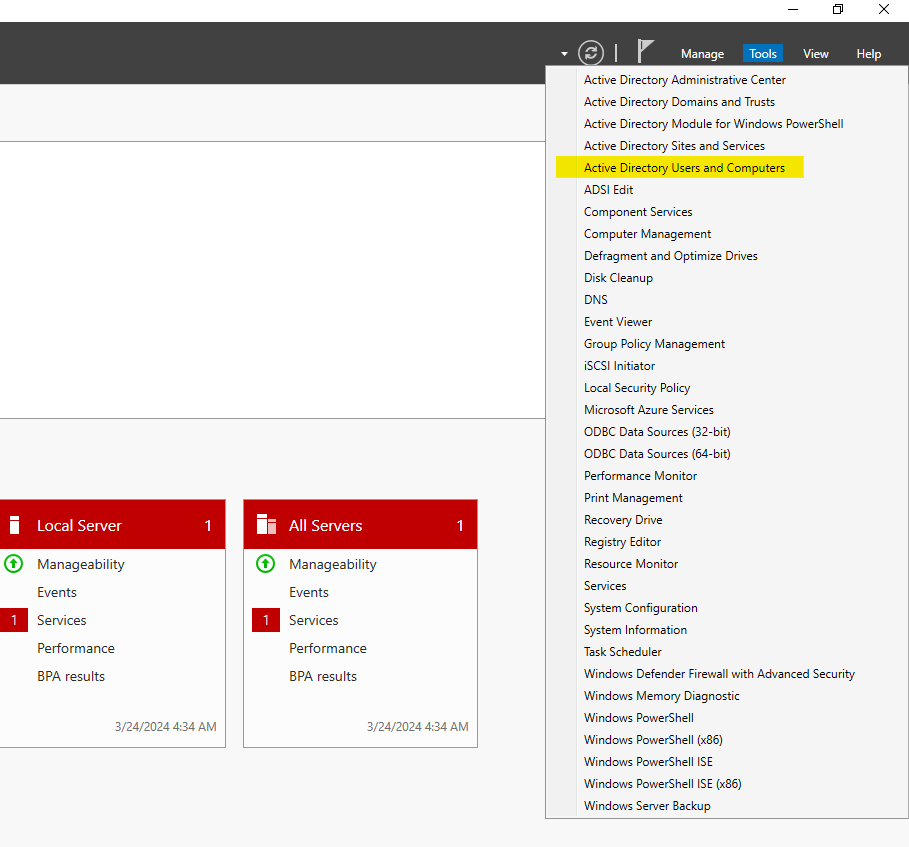 Manage Tools View Help
Active Directory Administrative Center
Active Directory Domains and Trusts
Active Directory Module for Windows PowerShell
Active Directory Sites and Services
Active Directory Users and Computers
ADSI Edit
Component Services
Computer Management
Defragment and Optimize Drives
Disk Cleanup
DNS
Event Viewer
Group Policy Management
iSCSI Initiator
Local Security Policy
Microsoft Azure Services
ODBC Data Sources (32-bit)
ODBC Data Sources (64-bit)
Performance Monitor
Print Management
Recovery Drive
Registry Editor
Resource Monitor
Services
System Configuration
System Information
Task Scheduler
Windows Defender Firewall with Advanced Security
Windows Memory Diagnostic
Windows PowerShell
Windows PowerShell (x86)
Windows PowerShell ISE
Windows PowerShell ISE (x86)
Windows Server Backup
Local Server 1
Manageability
Events
1 Services
Performance
BPA results
3/24/2024 4:34 AM
All Servers 1
Manageability
Events
1 Services
Performance
BPA results
3/24/2024 4:34 AM